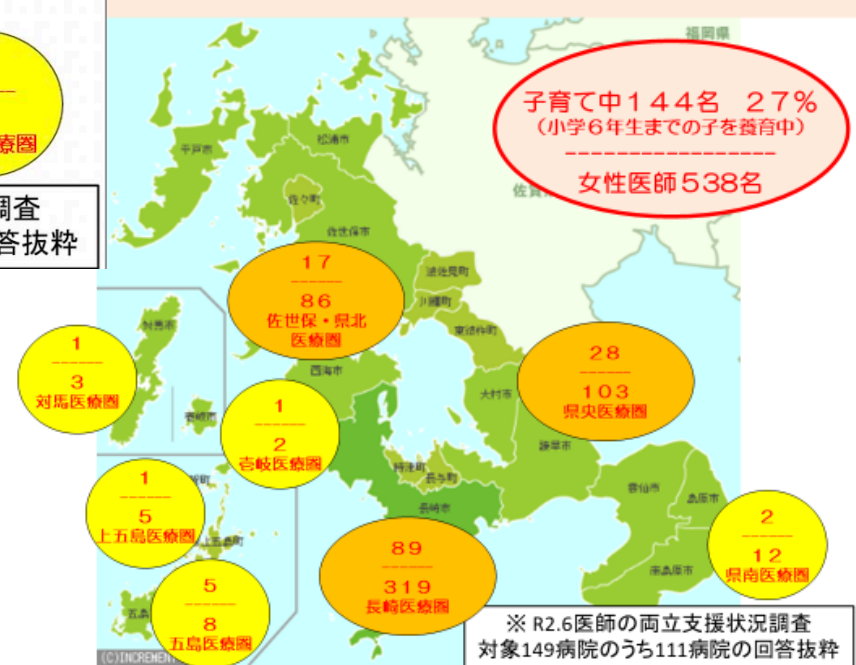 療圏
調査
答抜粋
福岡県
子育て中144名 27%
(小学6年生までの子を養育中)
------------------
女性医師538名
佐賀
平戸市
松浦市
佐々町
佐世保市
17
------
86
佐世保・県北
医療圏
波佐見町
川棚町
東彼杵町
対馬市
1
------
3
対馬医療圏
壱岐市
西海市
大村市
28
------
103
県央医療圏
諫早市
1
------
2
壱岐医療圏
時津町
長与町
長崎市
雲仙市
島原市
南島原市
1
------
5
上五島医療圏
上五島町
89
------
319
長崎医療圏
2
------
12
県南医療圏
五島
5
------
8
五島医療圏
※ R2.6医師の両立支援状況調査
対象149病院のうち111病院の回答抜粋
(C)INCREMENT